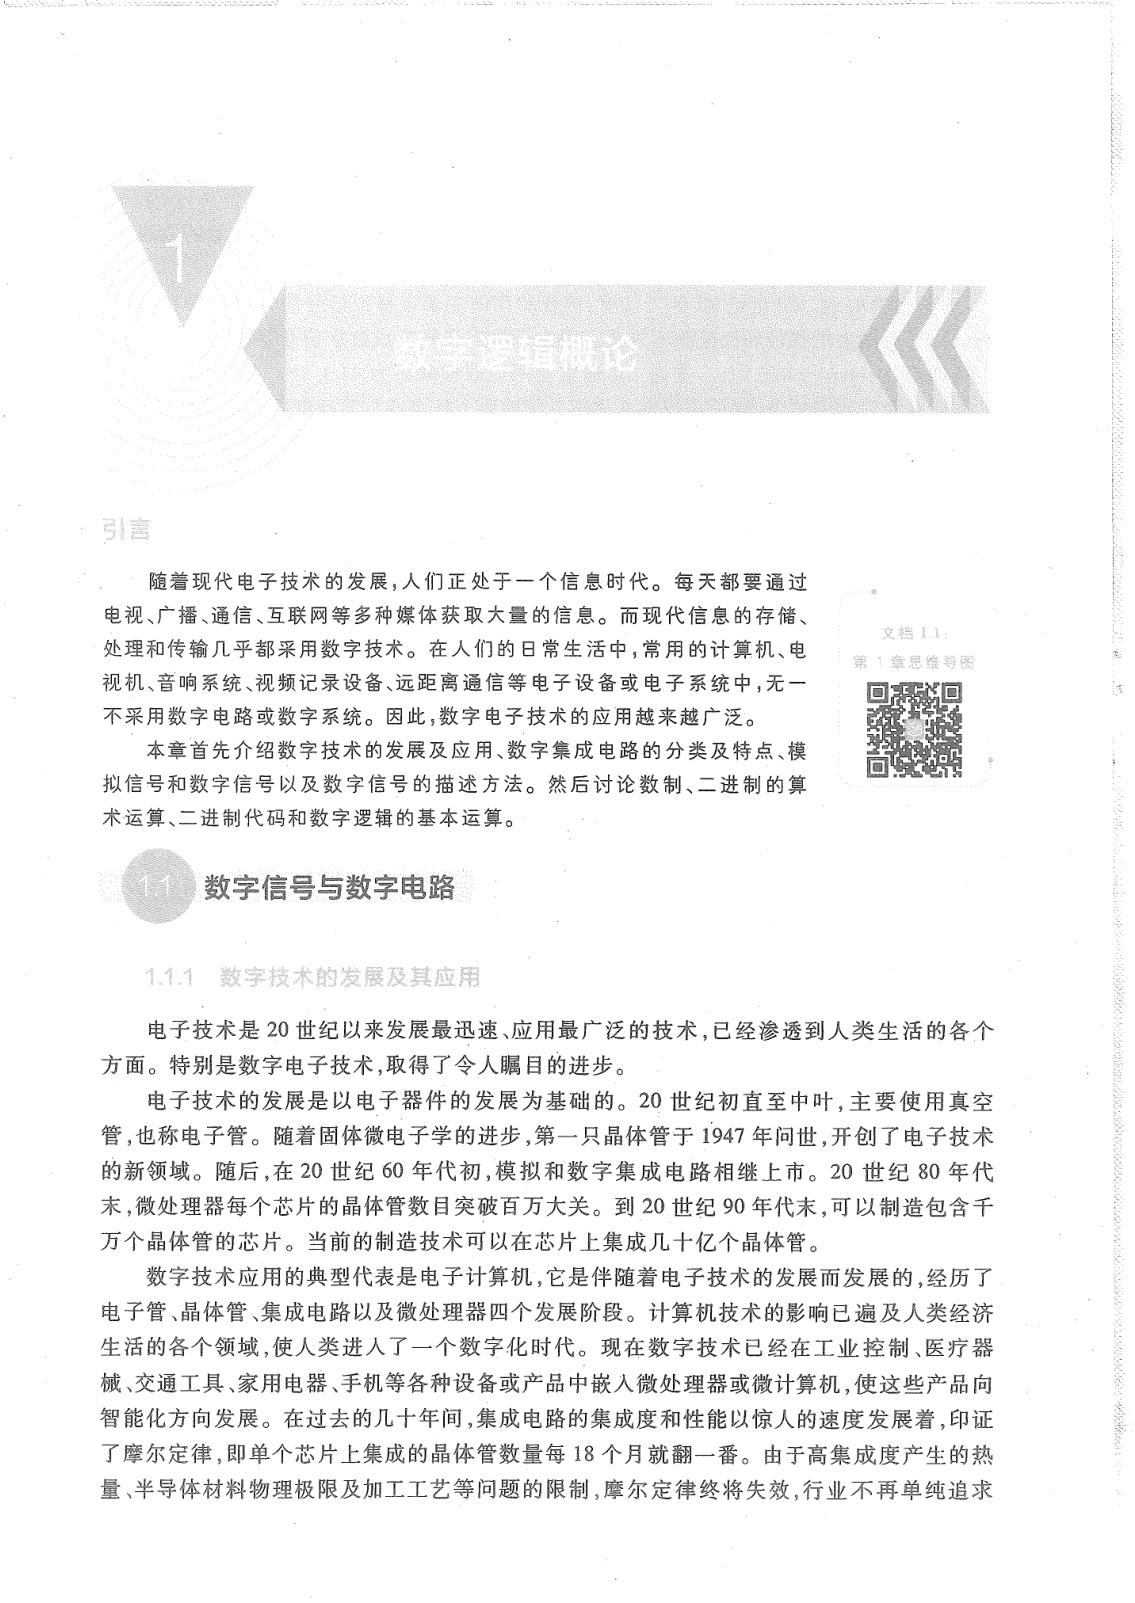 1
数字逻辑概论
引言
随着现代电子技术的发展,人们正处于一个信息时代。每天都要通过
电视、广播、通信、互联网等多种媒体获取大量的信息。而现代信息的存储、
处理和传输几乎都采用数字技术。在人们的日常生活中,常用的计算机、电
视机、音响系统、视频记录设备、远距离通信等电子设备或电子系统中,无一
不采用数字电路或数字系统。因此,数字电子技术的应用越来越广泛。
本章首先介绍数字技术的发展及应用、数字集成电路的分类及特点、模
拟信号和数字信号以及数字信号的描述方法。然后讨论数制、二进制的算
术运算、二进制代码和数字逻辑的基本运算。
文档 1.1:
第 1 章思维导图
1.1 数字信号与数字电路
1.1.1 数字技术的发展及其应用
电子技术是 20 世纪以来发展最迅速、应用最广泛的技术,已经渗透到人类生活的各个
方面。特别是数字电子技术,取得了令人瞩目的进步。
电子技术的发展是以电子器件的发展为基础的。20 世纪初直至中叶,主要使用真空
管,也称电子管。随着固体微电子学的进步,第一只晶体管于 1947 年问世,开创了电子技术
的新领域。随后,在 20 世纪 60 年代初,模拟和数字集成电路相继上市。20 世纪 80 年代
末,微处理器每个芯片的晶体管数目突破百万大关。到 20 世纪 90 年代末,可以制造包含千
万个晶体管的芯片。当前的制造技术可以在芯片上集成几十亿个晶体管。
数字技术应用的典型代表是电子计算机,它是伴随着电子技术的发展而发展的,经历了
电子管、晶体管、集成电路以及微处理器四个发展阶段。计算机技术的影响已遍及人类经济
生活的各个领域,使人类进入了一个数字化时代。现在数字技术已经在工业控制、医疗器
械、交通工具、家用电器、手机等各种设备或产品中嵌入微处理器或微计算机,使这些产品向
智能化方向发展。在过去的几十年间,集成电路的集成度和性能以惊人的速度发展着,印证
了摩尔定律,即单个芯片上集成的晶体管数量每 18 个月就翻一番。由于高集成度产生的热
量、半导体材料物理极限及加工工艺等问题的限制,摩尔定律终将失效,行业不再单纯追求